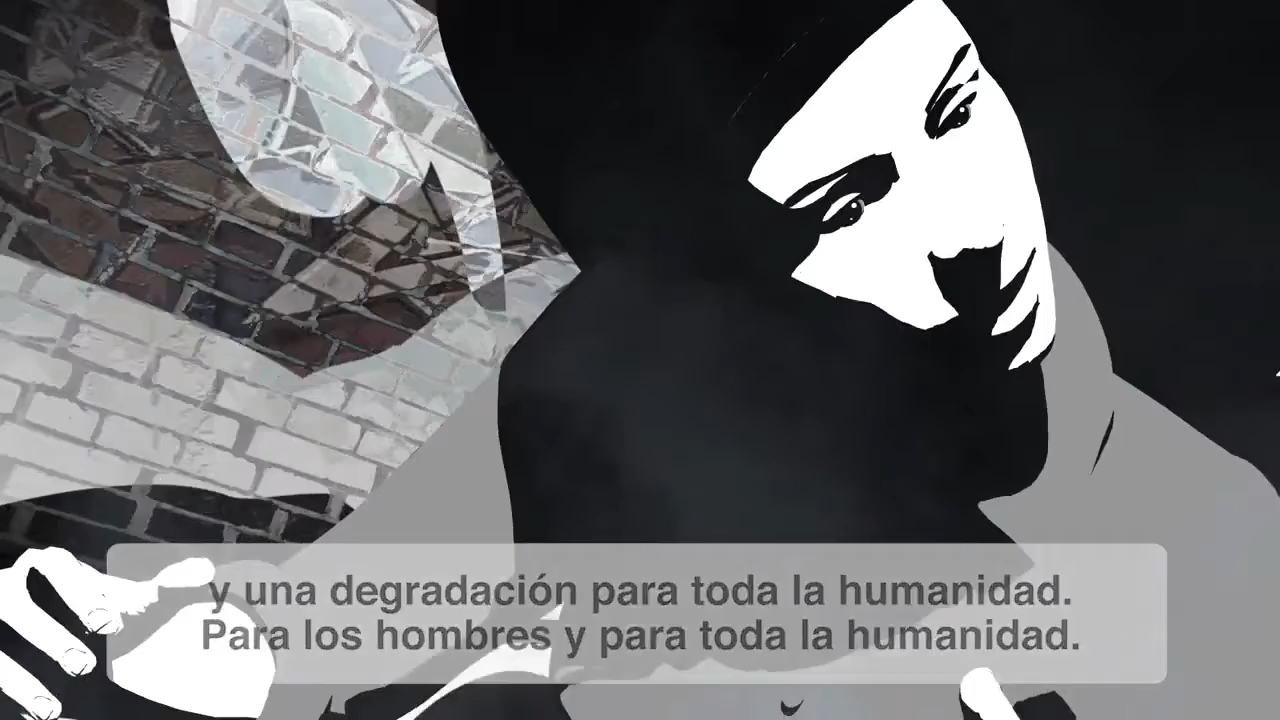 y una degradación para toda la humanidad.
Para los hombres y para toda la humanidad.